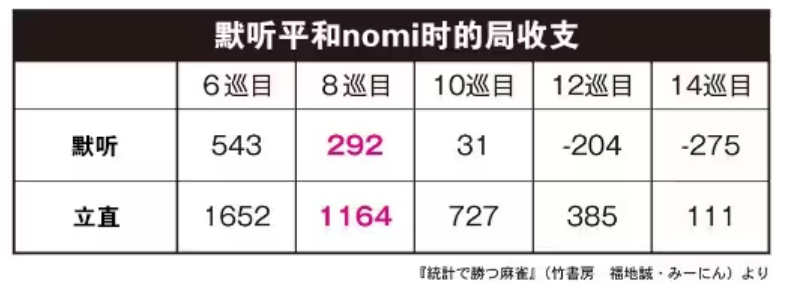 默听平和nomi时的局收支
6巡目 8巡目 10巡目 12巡目 14巡目
默听 543 292 31 -204 -275
立直 1652 1164 727 385 111
『統計で勝つ麻雀』(竹書房 福地誠・みーにん)より